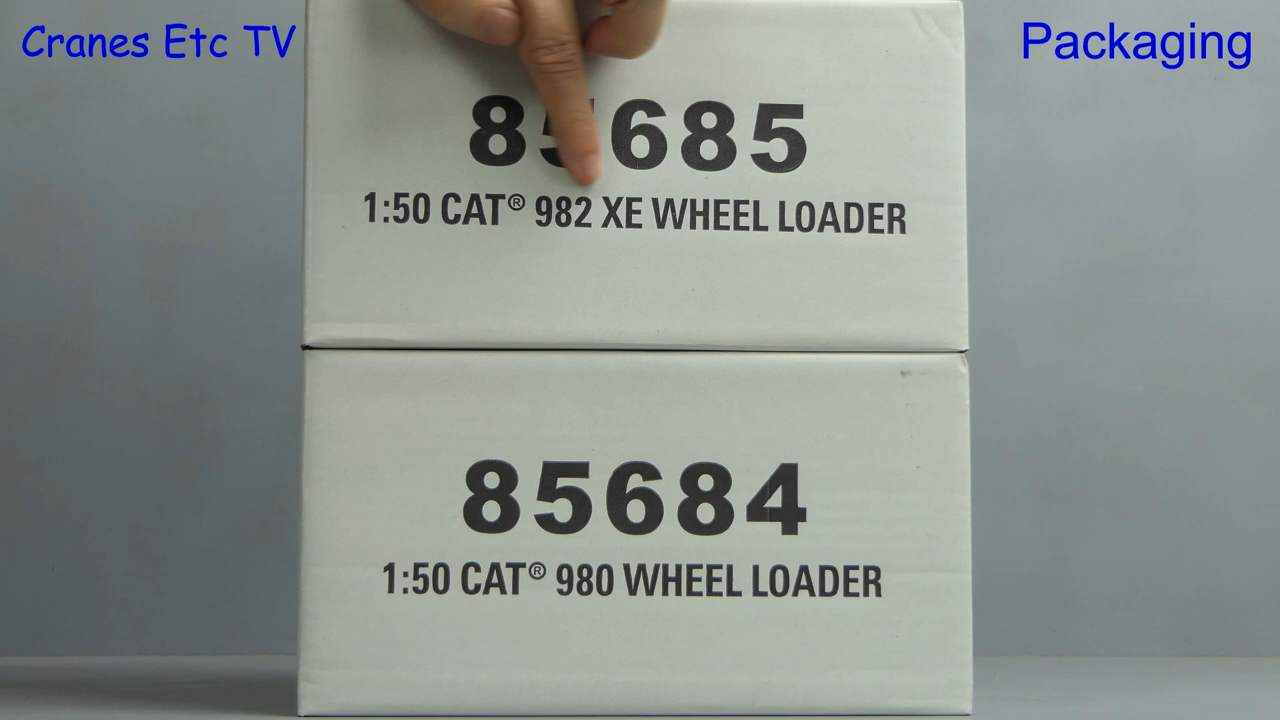 Cranes Etc TV
Packaging
85685
1:50 CAT® 982 XE WHEEL LOADER
85684
1:50 CAT® 980 WHEEL LOADER